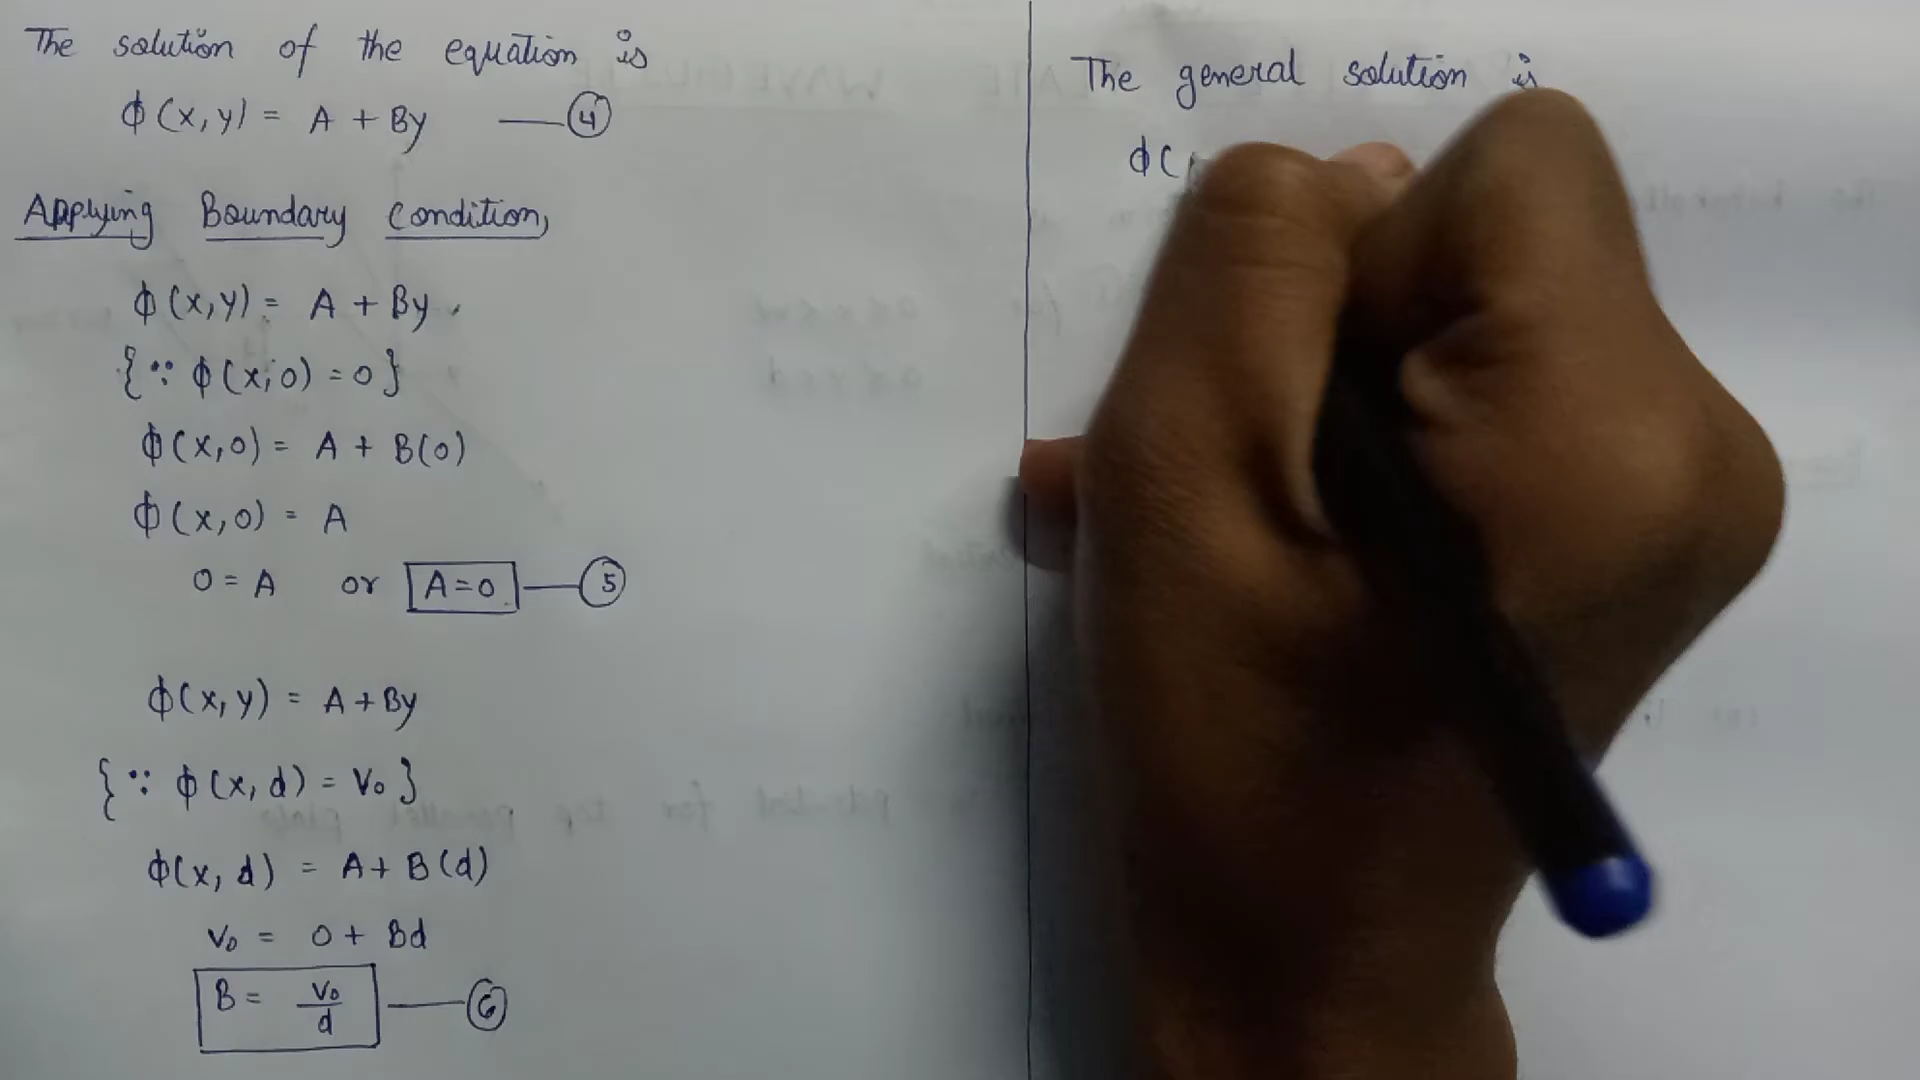 The solution of the equation is
ϕ(x,y) = A + By —— ④
Applying Boundary Condition,
ϕ(x,y) = A + By
{∵ ϕ(x,0) = 0}
ϕ(x,0) = A + B(0)
ϕ(x,0) = A
0 = A or A=0 —— ⑤
ϕ(x,y) = A+By
{∵ ϕ(x,d) = V₀}
ϕ(x,d) = A+ B(d)
V₀ = 0 + Bd
B = V₀/d —— ⑥
The general solution is
ϕ(